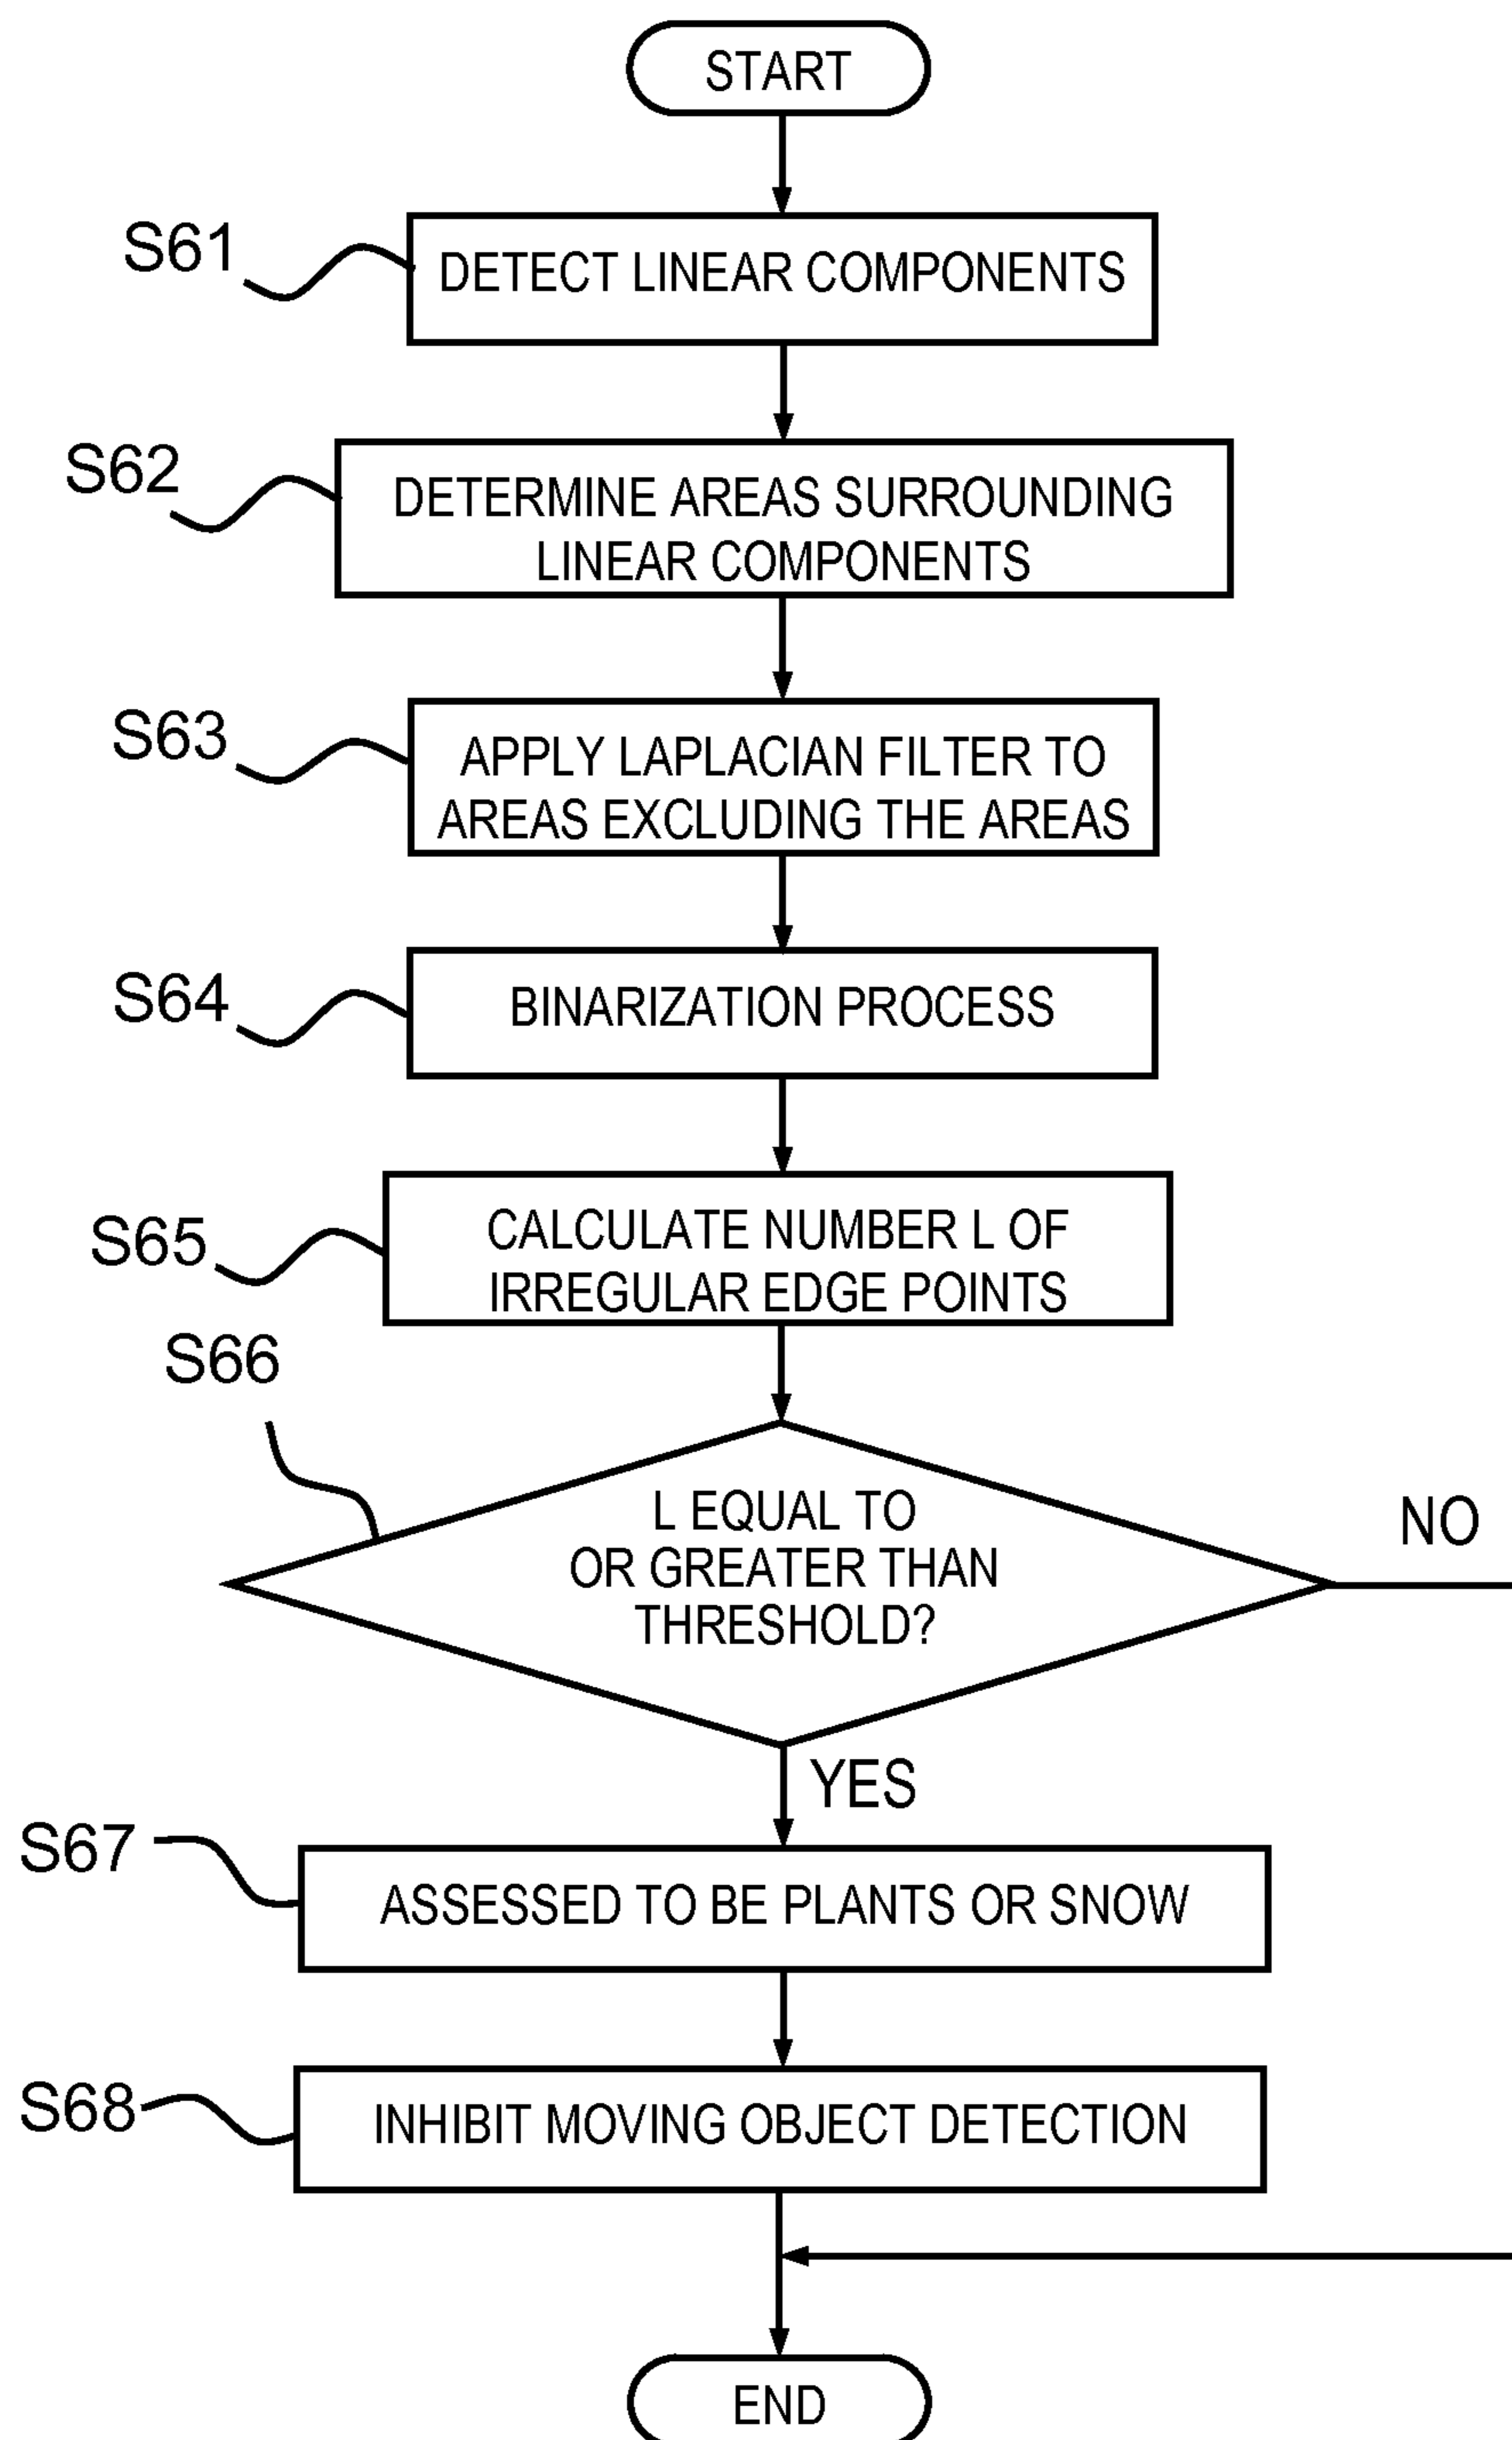 START
S61
DETECT LINEAR COMPONENTS
S62
DETERMINE AREAS SURROUNDING
LINEAR COMPONENTS
S63
APPLY LAPLACIAN FILTER TO
AREAS EXCLUDING THE AREAS
S64
BINARIZATION PROCESS
S65
CALCULATE NUMBER L OF
IRREGULAR EDGE POINTS
S66
L EQUAL TO
OR GREATER THAN
THRESHOLD?
NO
YES
S67
ASSESSED TO BE PLANTS OR SNOW
S68
INHIBIT MOVING OBJECT DETECTION
END